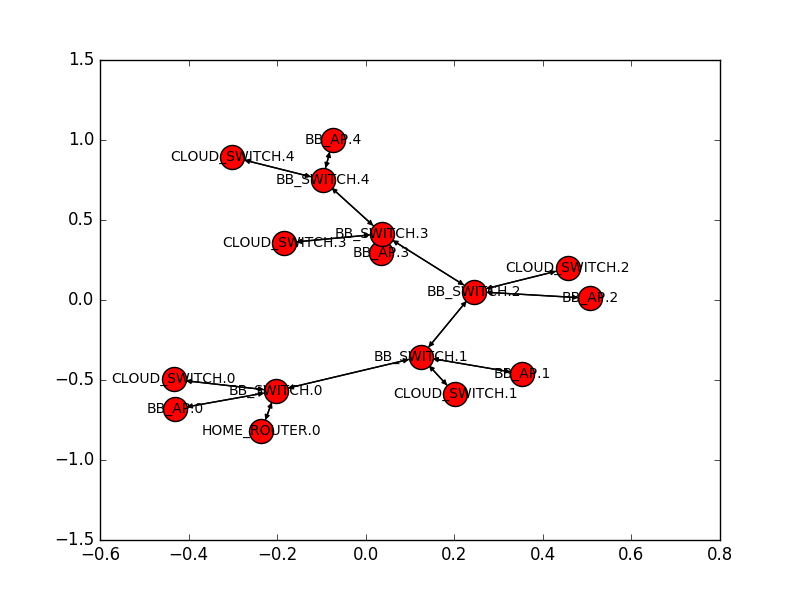 1.5
1.0
0.5
0.0
−0.5
−1.0
−1.5
−0.6
−0.4
−0.2
0.0
0.2
0.4
0.6
0.8
BB_AP.4
CLOUD_SWITCH.4
BB_SWITCH.4
BB_SWITCH.3
CLOUD_SWITCH.3
BB_AP.3
CLOUD_SWITCH.2
BB_SWITCH.2
BB_AP.2
BB_SWITCH.1
BB_AP.1
CLOUD_SWITCH.0
BB_SWITCH.0
CLOUD_SWITCH.1
BB_AP.0
HOME_ROUTER.0